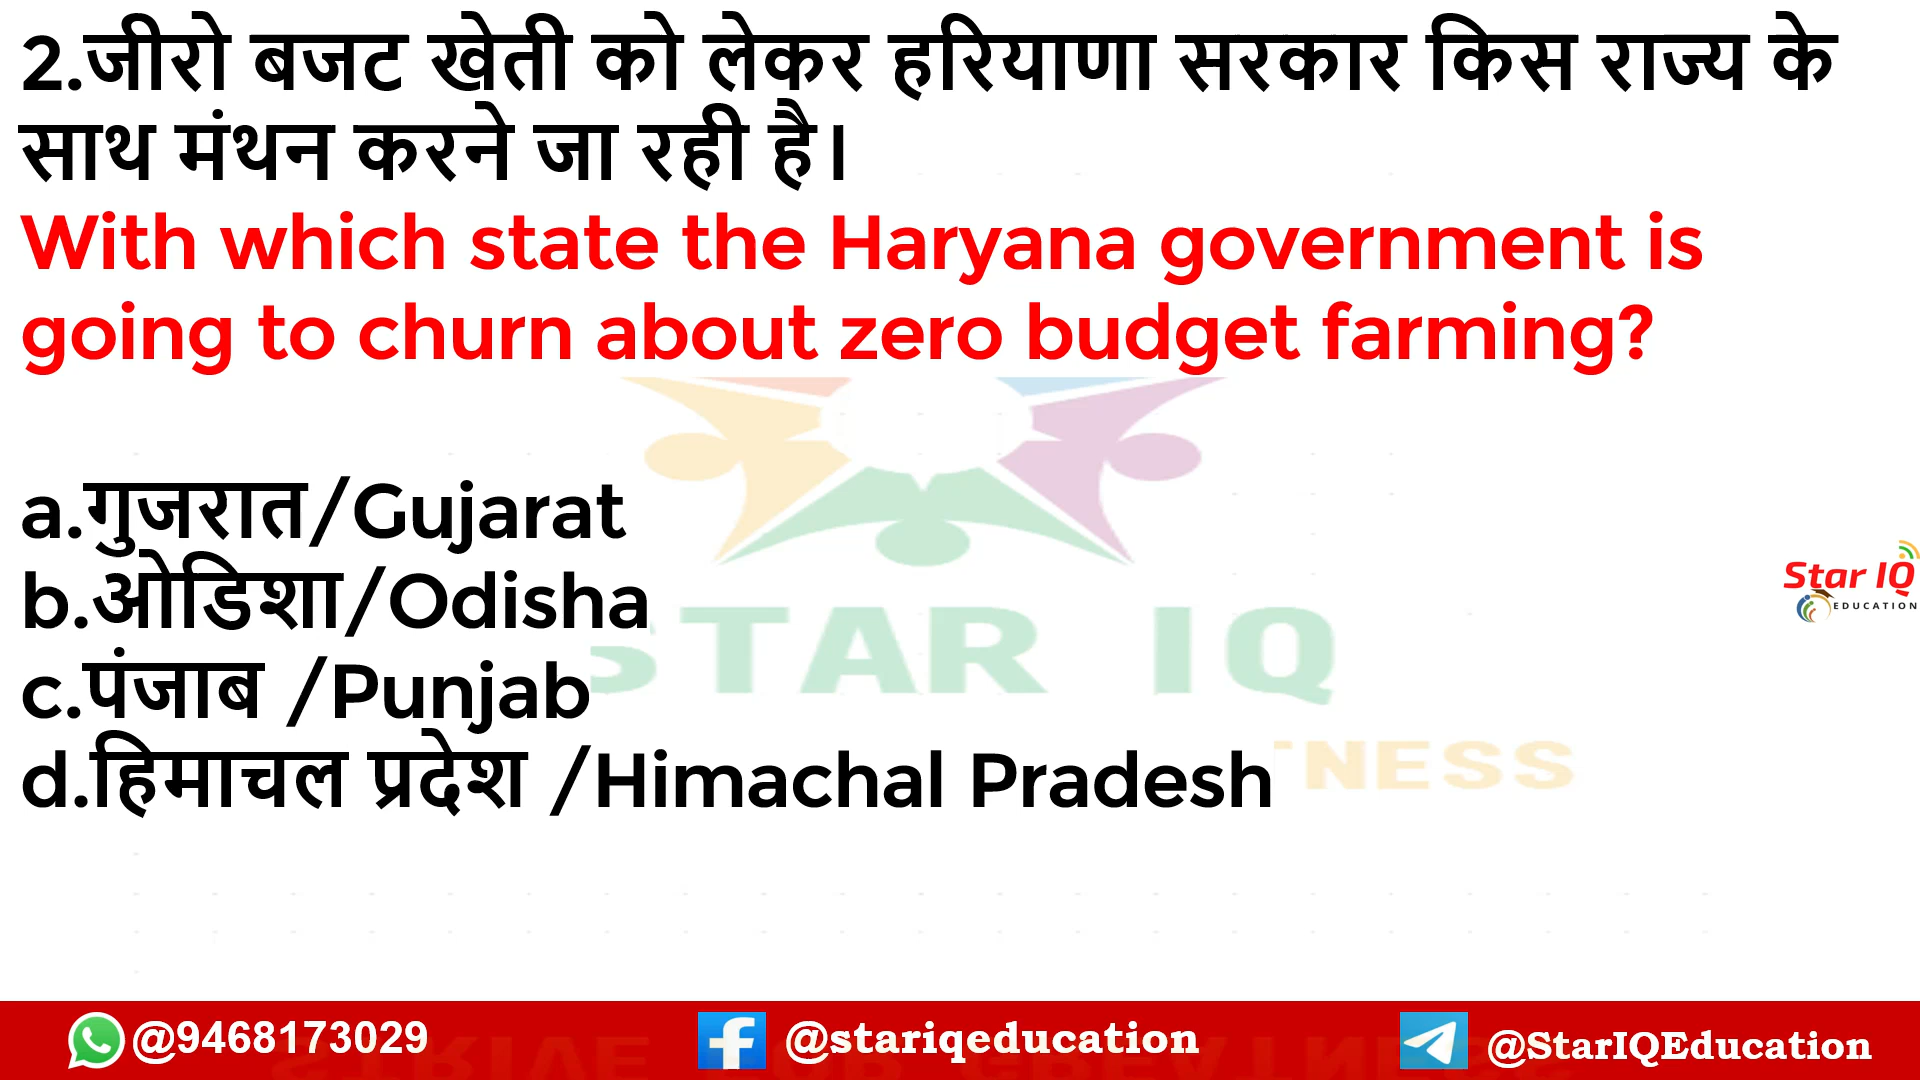 2.जीरो बजट खेती को लेकर हरियाणा सरकार किस राज्य के
साथ मंथन करने जा रही है।
With which state the Haryana government is
going to churn about zero budget farming?
a.गुजरात/Gujarat
b.ओडिशा/Odisha
c.पंजाब /Punjab
d.हिमाचल प्रदेश /Himachal Pradesh
STAR IQ
Star IQ
EDUCATION
@9468173029
@stariqeducation
@StarIQEducation